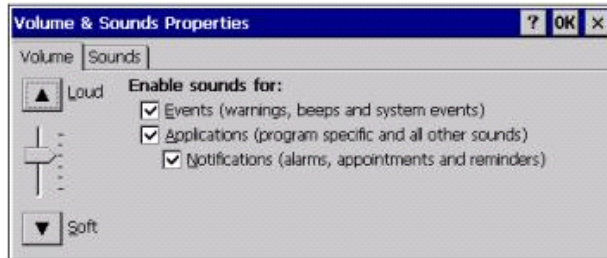 Volume & Sounds Properties ? OK ×
Volume Sounds
Loud Enable sounds for:
Events (warnings, beeps and system events)
Applications (program specific and all other sounds)
Notifications (alarms, appointments and reminders)
Soft